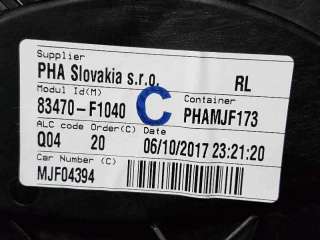 Supplier
PHA Slovakia s.r.o. RL
Modul Id(M) Container
83470-F1040 C PHAMJF173
ALC code Order(C) Date
Q04 20 06/10/2017 23:21:20
Car Number (C)
MJF04394